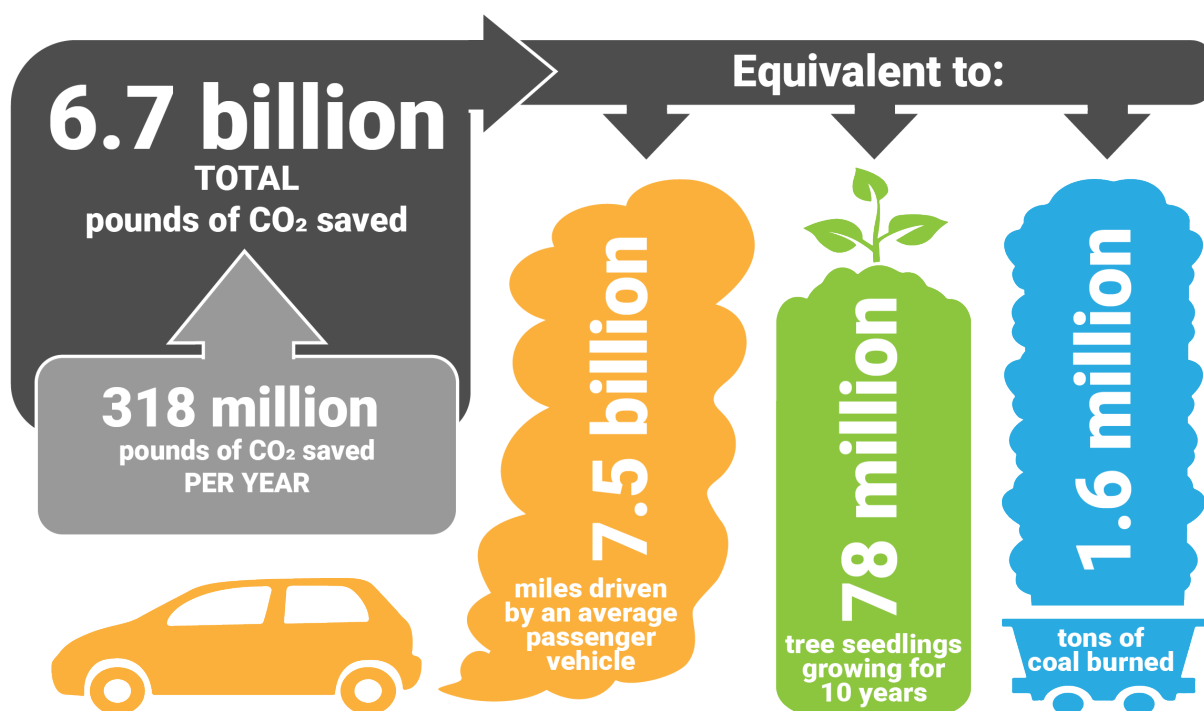 6.7 billion
TOTAL
pounds of CO₂ saved
318 million
pounds of CO₂ saved
PER YEAR
Equivalent to:
7.5 billion
miles driven
by an average
passenger
vehicle
78 million
tree seedlings
growing for
10 years
1.6 million
tons of
coal burned